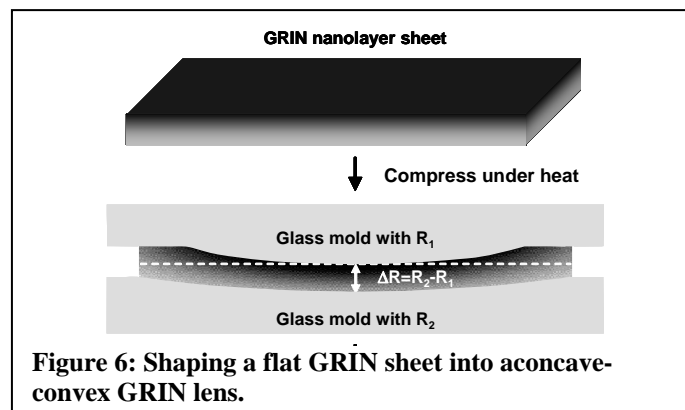 GRIN nanolayer sheet
Compress under heat
Glass mold with R₁
ΔR=R₂-R₁
Glass mold with R₂
Figure 6: Shaping a flat GRIN sheet into aconcave-
convex GRIN lens.